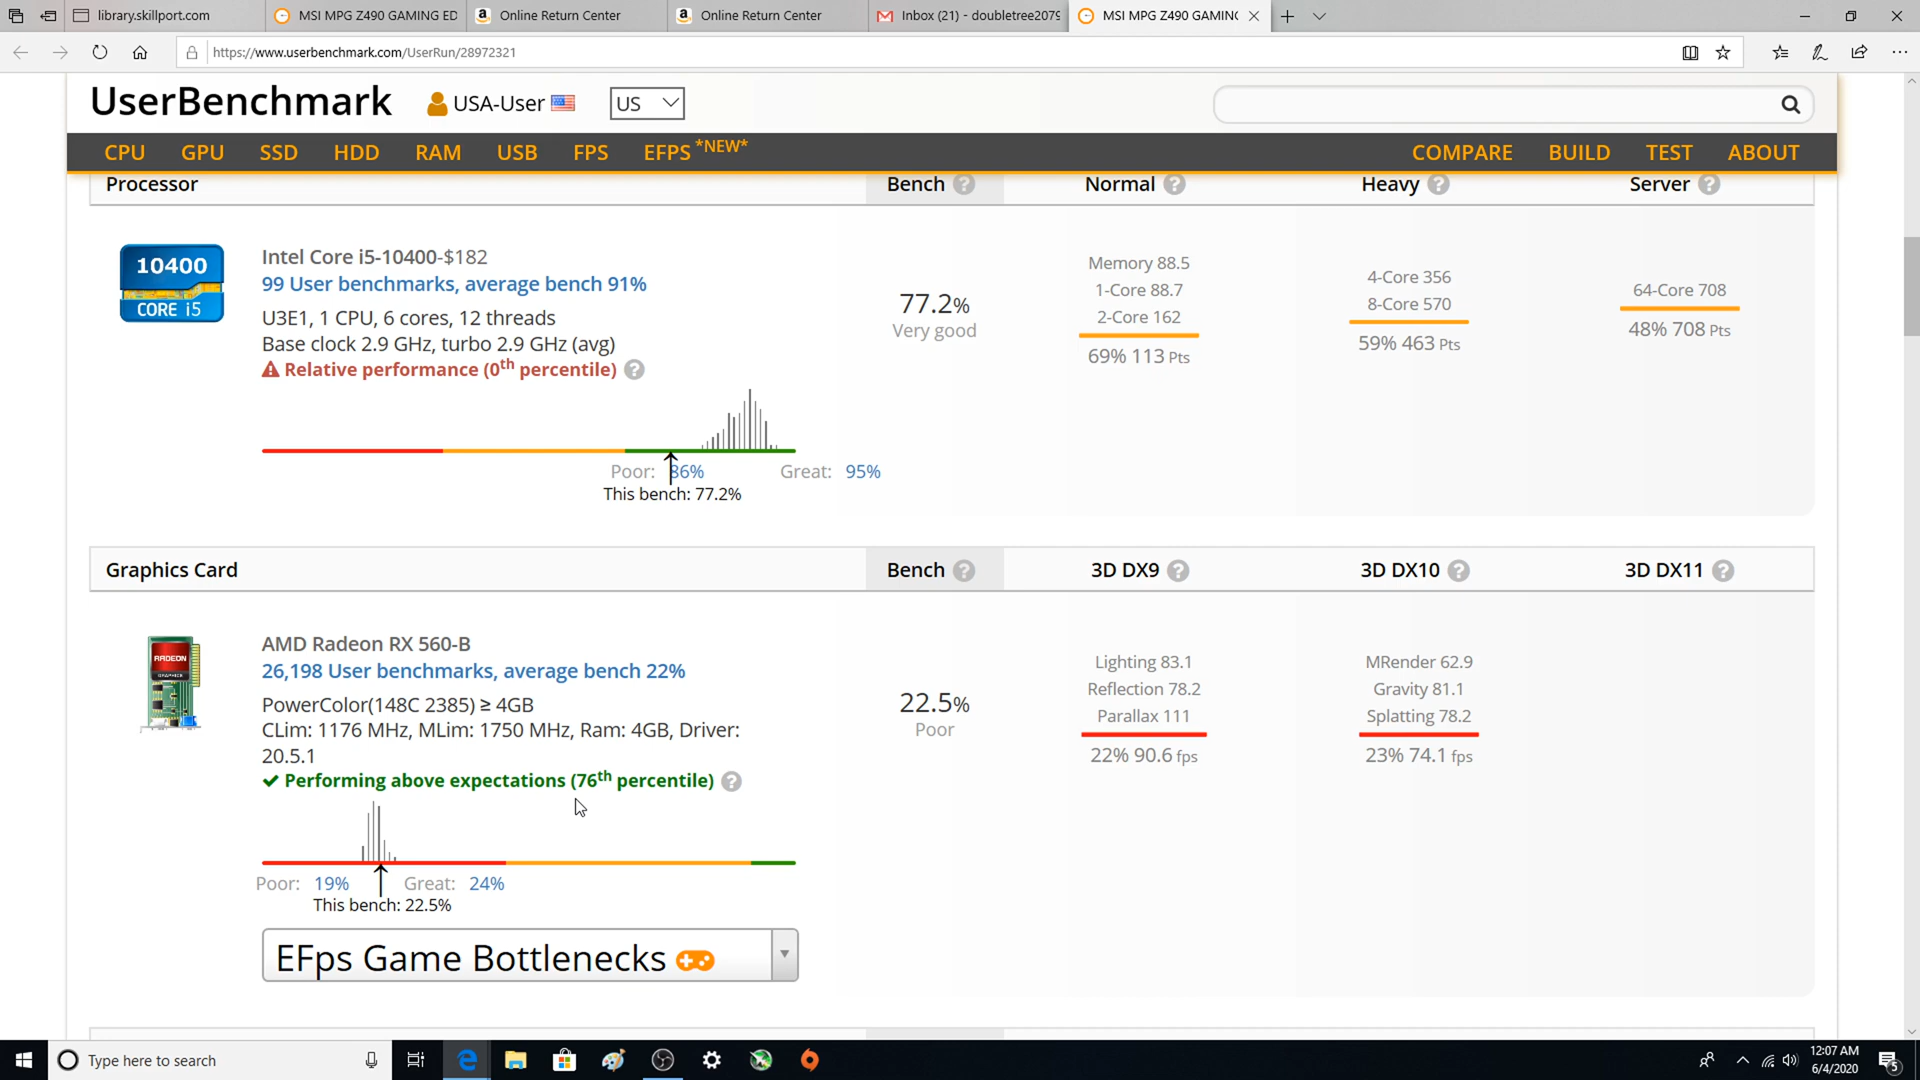 library.skillport.com
MSI MPG Z490 GAMING ED
Online Return Center
Online Return Center
Inbox (21) - doubletree2079
MSI MPG Z490 GAMING
https://www.userbenchmark.com/UserRun/28972321
UserBenchmark
USA-User
US
CPU GPU SSD HDD RAM USB FPS EFPS *NEW*
COMPARE BUILD TEST ABOUT
Processor Bench ? Normal ? Heavy ? Server ?
10400
CORE i5
Intel Core i5-10400-$182
99 User benchmarks, average bench 91%
U3E1, 1 CPU, 6 cores, 12 threads
Base clock 2.9 GHz, turbo 2.9 GHz (avg)
Relative performance (0th percentile) ?
Poor: 86% Great: 95%
This bench: 77.2%
77.2%
Very good
Memory 88.5
1-Core 88.7
2-Core 162
69% 113 Pts
4-Core 356
8-Core 570
59% 463 Pts
64-Core 708
48% 708 Pts
Graphics Card Bench ? 3D DX9 ? 3D DX10 ? 3D DX11 ?
RADEON
AMD Radeon RX 560-B
26,198 User benchmarks, average bench 22%
PowerColor(148C 2385) ≥ 4GB
CLim: 1176 MHz, MLim: 1750 MHz, Ram: 4GB, Driver:
20.5.1
Performing above expectations (76th percentile) ?
Poor: 19% Great: 24%
This bench: 22.5%
EFps Game Bottlenecks
22.5%
Poor
Lighting 83.1
Reflection 78.2
Parallax 111
22% 90.6 fps
MRender 62.9
Gravity 81.1
Splatting 78.2
23% 74.1 fps
Type here to search
12:07 AM
6/4/2020
5